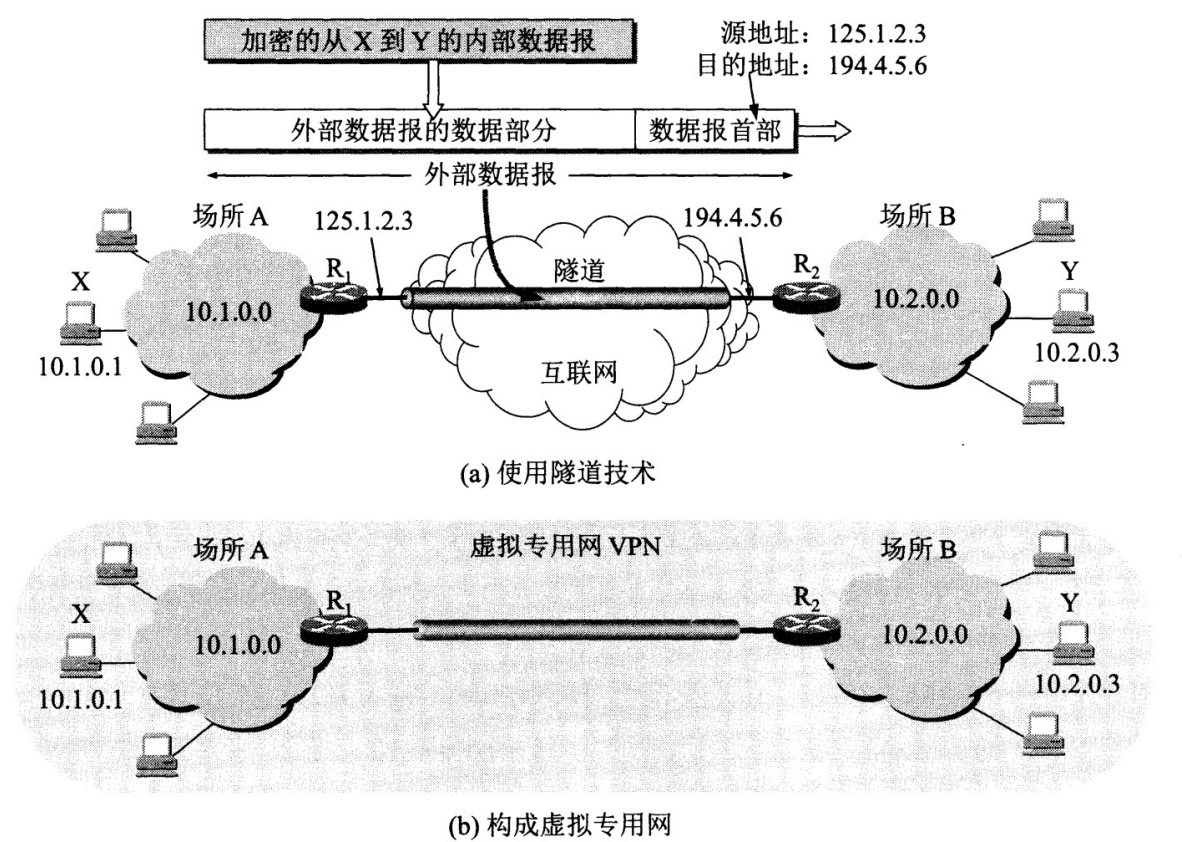 加密的从 X 到 Y 的内部数据报
源地址：125.1.2.3
目的地址：194.4.5.6
外部数据报的数据部分
数据报首部
外部数据报
场所 A
125.1.2.3
194.4.5.6
场所 B
X
R1
隧道
R2
Y
10.1.0.0
10.2.0.0
10.1.0.1
互联网
10.2.0.3
(a) 使用隧道技术
场所 A
虚拟专用网 VPN
场所 B
X
R1
R2
Y
10.1.0.0
10.2.0.0
10.1.0.1
10.2.0.3
(b) 构成虚拟专用网